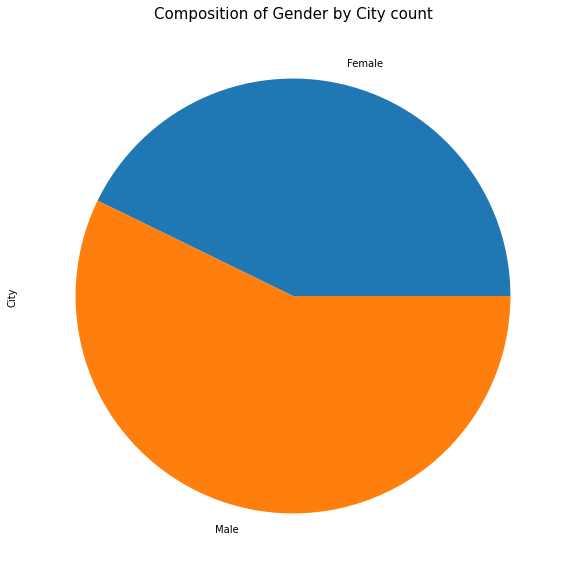 Composition of Gender by City count
Female
City
Male